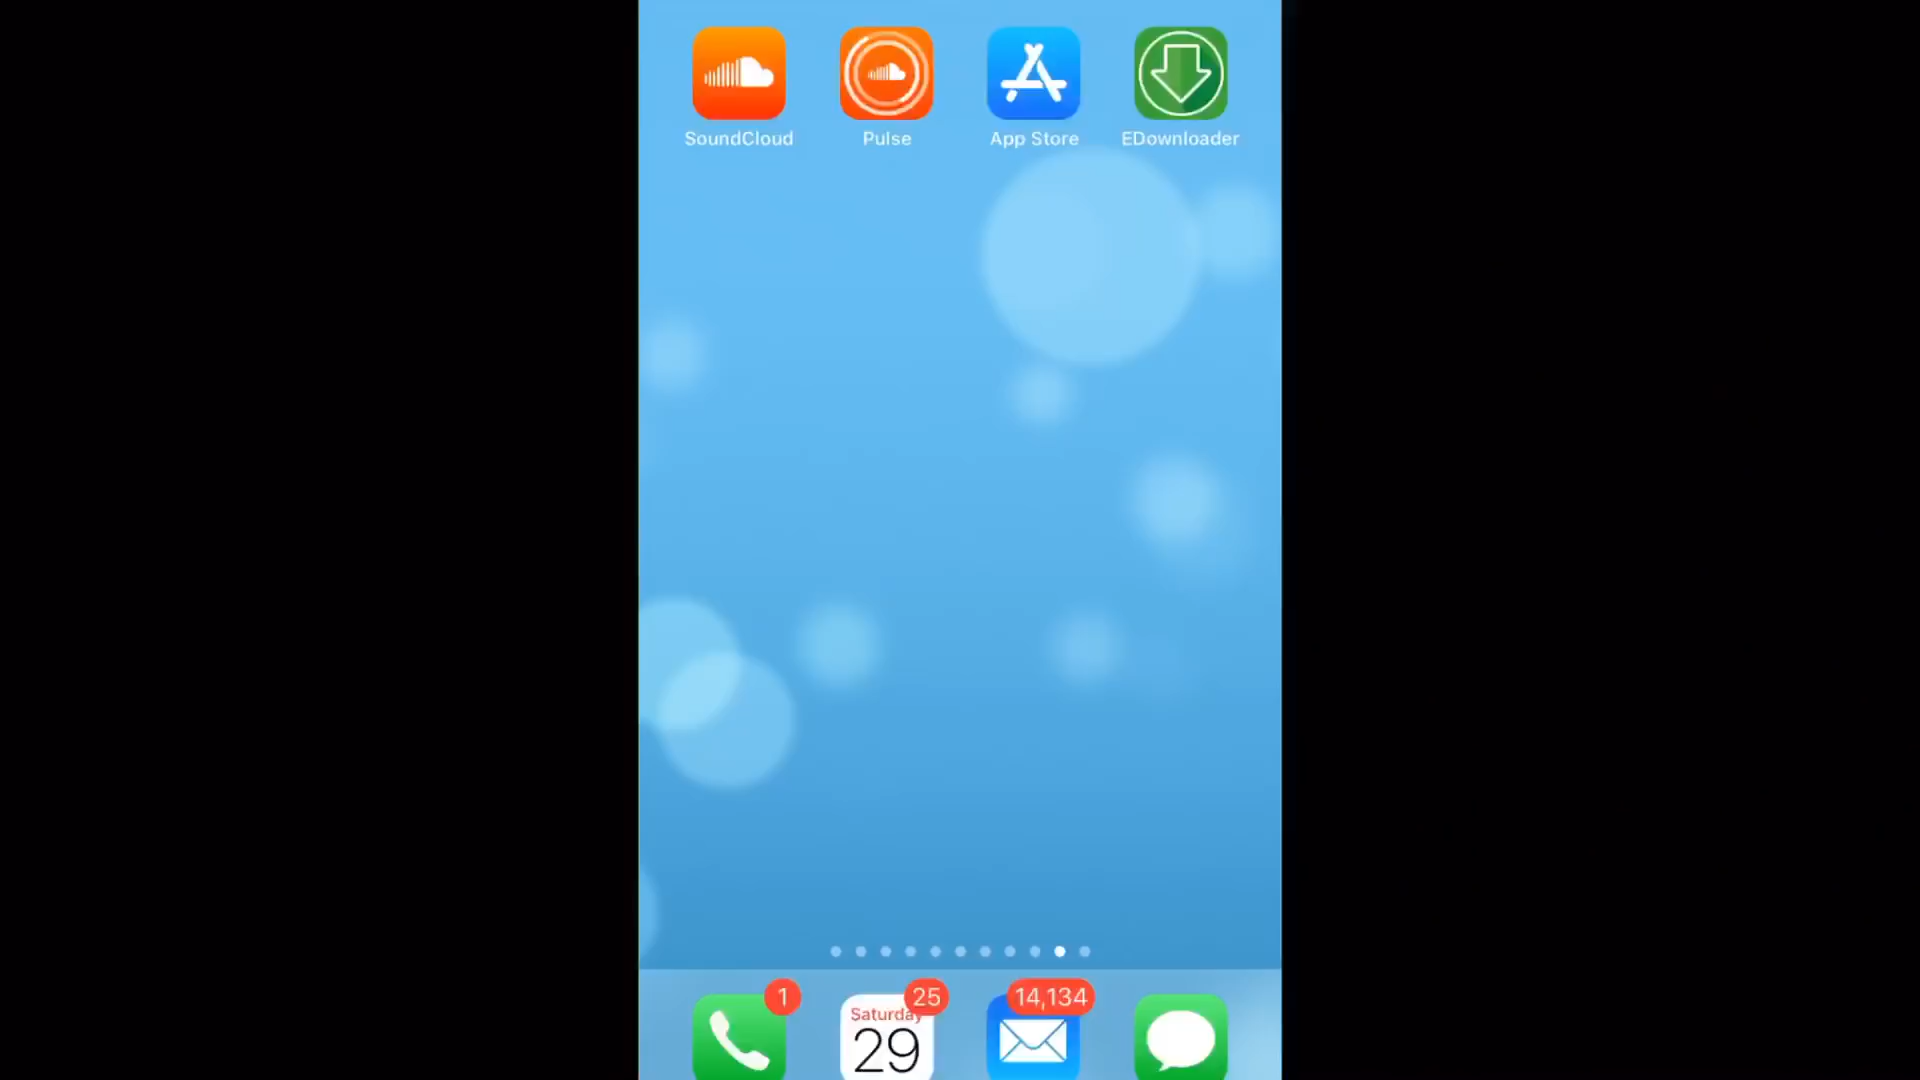 SoundCloud
Pulse
App Store
EDownloader
1
25
14,134
Saturday
29